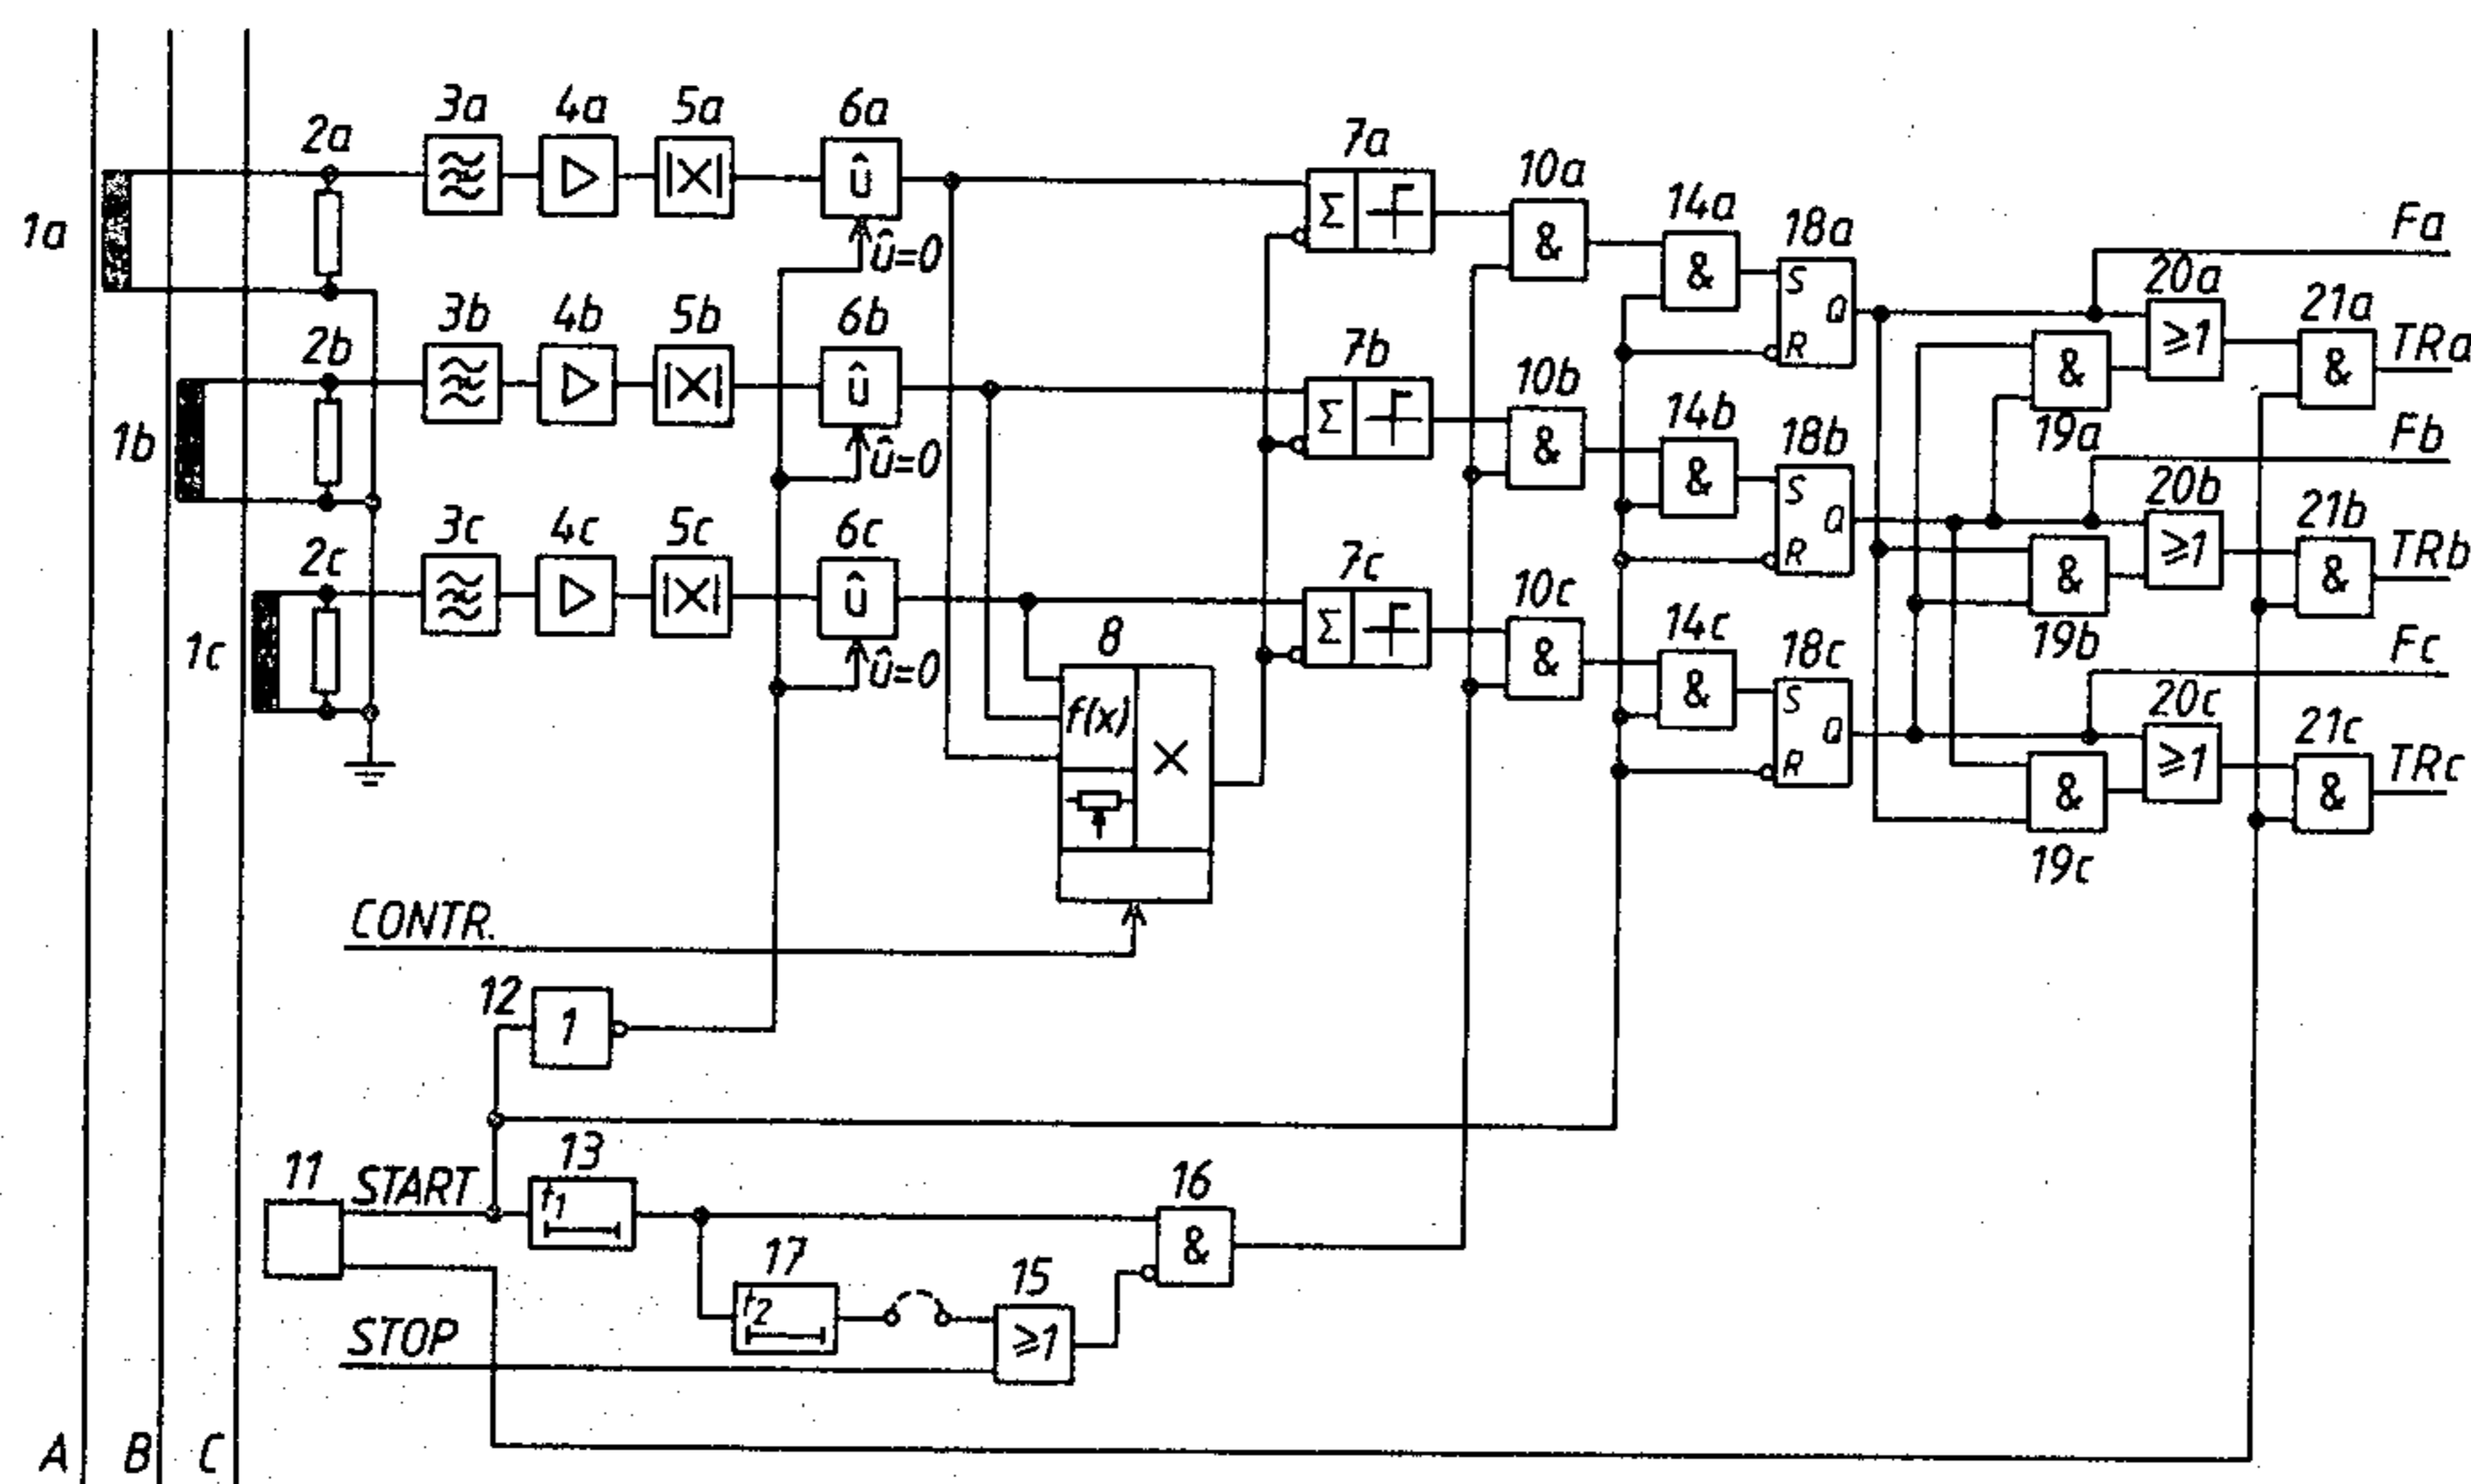 3a 4a 5a 6a
2a
7a
10a
14a
18a
Fa
1a
û
Σ
&
&
S
Q
R
û=0
20a
≥1
21a
&
TRa
&
19a
3b 4b 5b 6b
2b
7b
10b
14b
18b
Fb
1b
û
Σ
&
&
S
Q
R
û=0
20b
≥1
21b
&
TRb
&
19b
3c 4c 5c 6c
2c
7c
10c
14c
18c
Fc
1c
û
Σ
&
&
S
Q
R
û=0
20c
≥1
21c
&
TRc
&
19c
8
f(x)
CONTR.
12
1
11
START
13
t1
16
&
17
t2
15
≥1
STOP
A B C